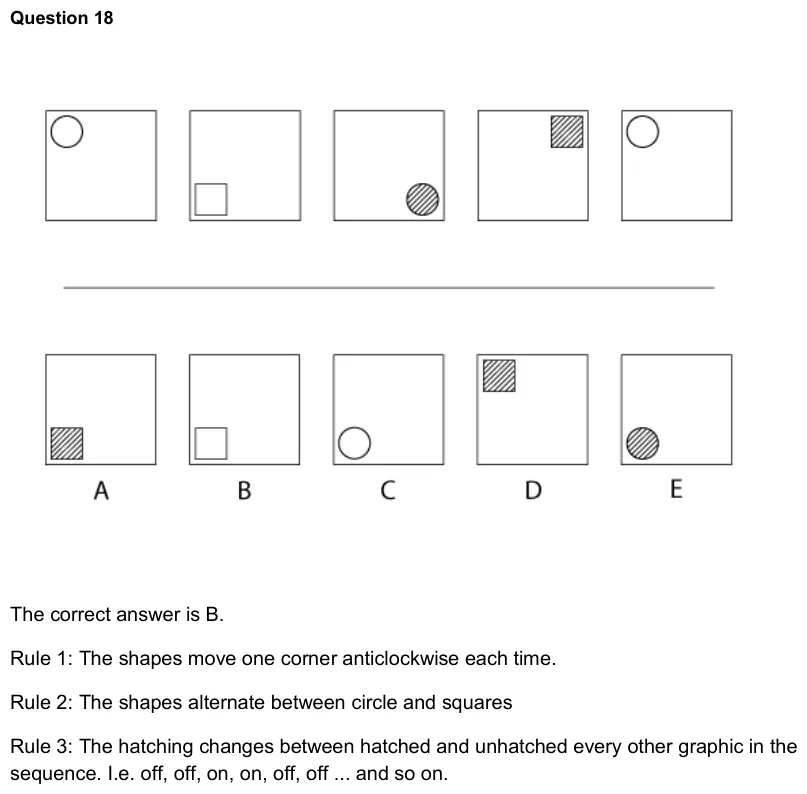 Question 18
A B C D E
The correct answer is B.
Rule 1: The shapes move one corner anticlockwise each time.
Rule 2: The shapes alternate between circle and squares
Rule 3: The hatching changes between hatched and unhatched every other graphic in the
sequence. I.e. off, off, on, on, off, off ... and so on.